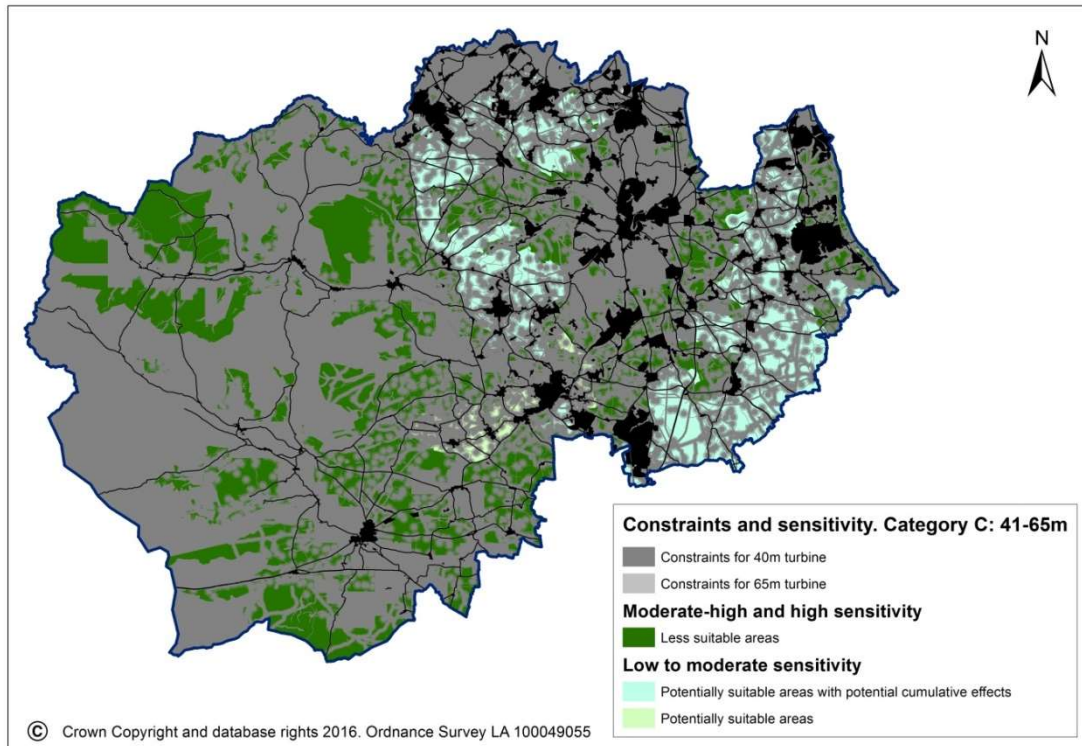 N
Constraints and sensitivity. Category C: 41-65m
Constraints for 40m turbine
Constraints for 65m turbine
Moderate-high and high sensitivity
Less suitable areas
Low to moderate sensitivity
Potentially suitable areas with potential cumulative effects
Potentially suitable areas
© Crown Copyright and database rights 2016. Ordnance Survey LA 100049055